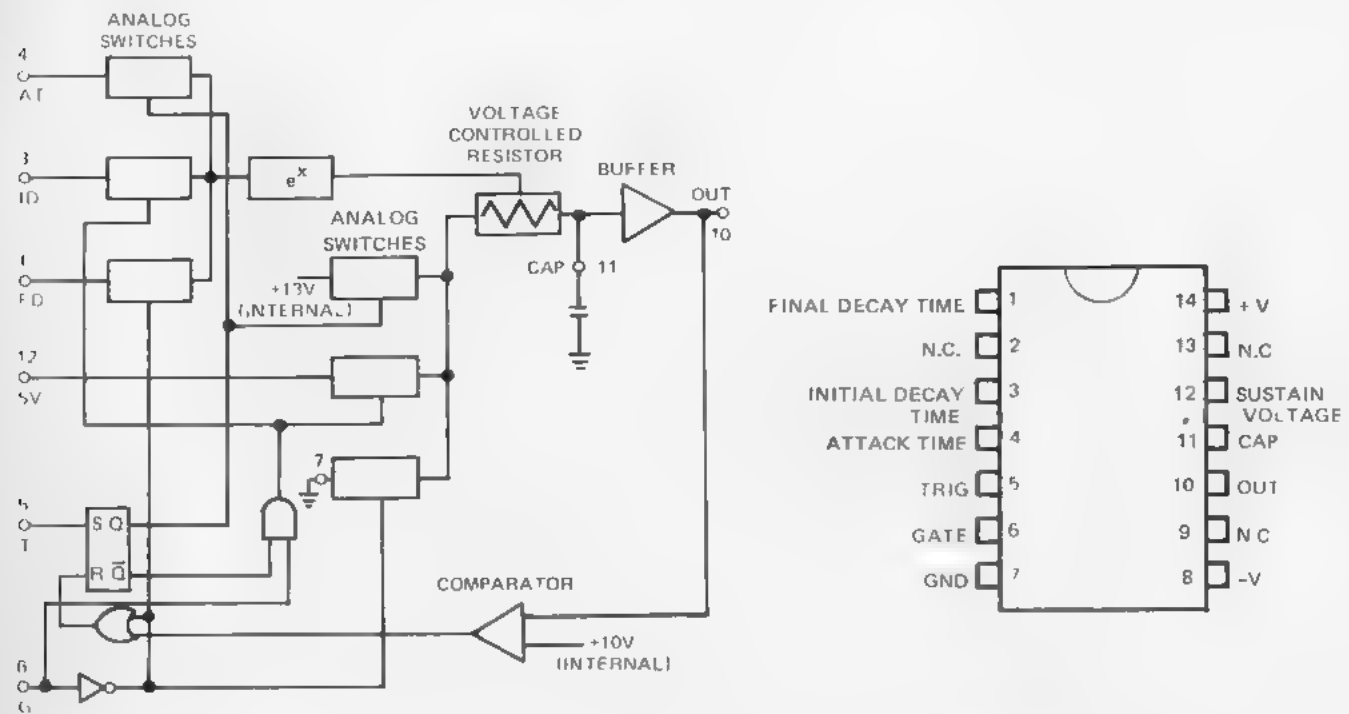 ANALOG
SWITCHES
4
AT
3
ID
e^x
VOLTAGE
CONTROLLED
RESISTOR
BUFFER
OUT
10
ANALOG
SWITCHES
+13V
(INTERNAL)
CAP
11
1
FD
12
SV
7
5
T
S Q
R Q̅
COMPARATOR
+10V
(INTERNAL)
6
G
FINAL DECAY TIME 1
N.C. 2
INITIAL DECAY 3
TIME
ATTACK TIME 4
TRIG 5
GATE 6
GND 7
14 +V
13 N.C
12 SUSTAIN
VOLTAGE
11 CAP
10 OUT
9 N C
8 -V